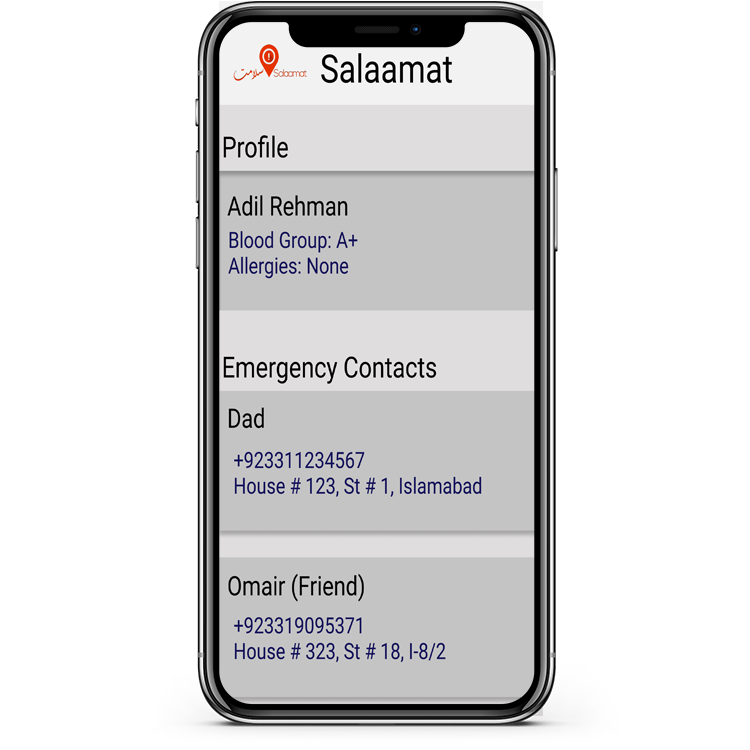 سلامت
Salaamat
Salaamat
Profile
Adil Rehman
Blood Group: A+
Allergies: None
Emergency Contacts
Dad
+923311234567
House # 123, St # 1, Islamabad
Omair (Friend)
+923319095371
House # 323, St # 18, I-8/2